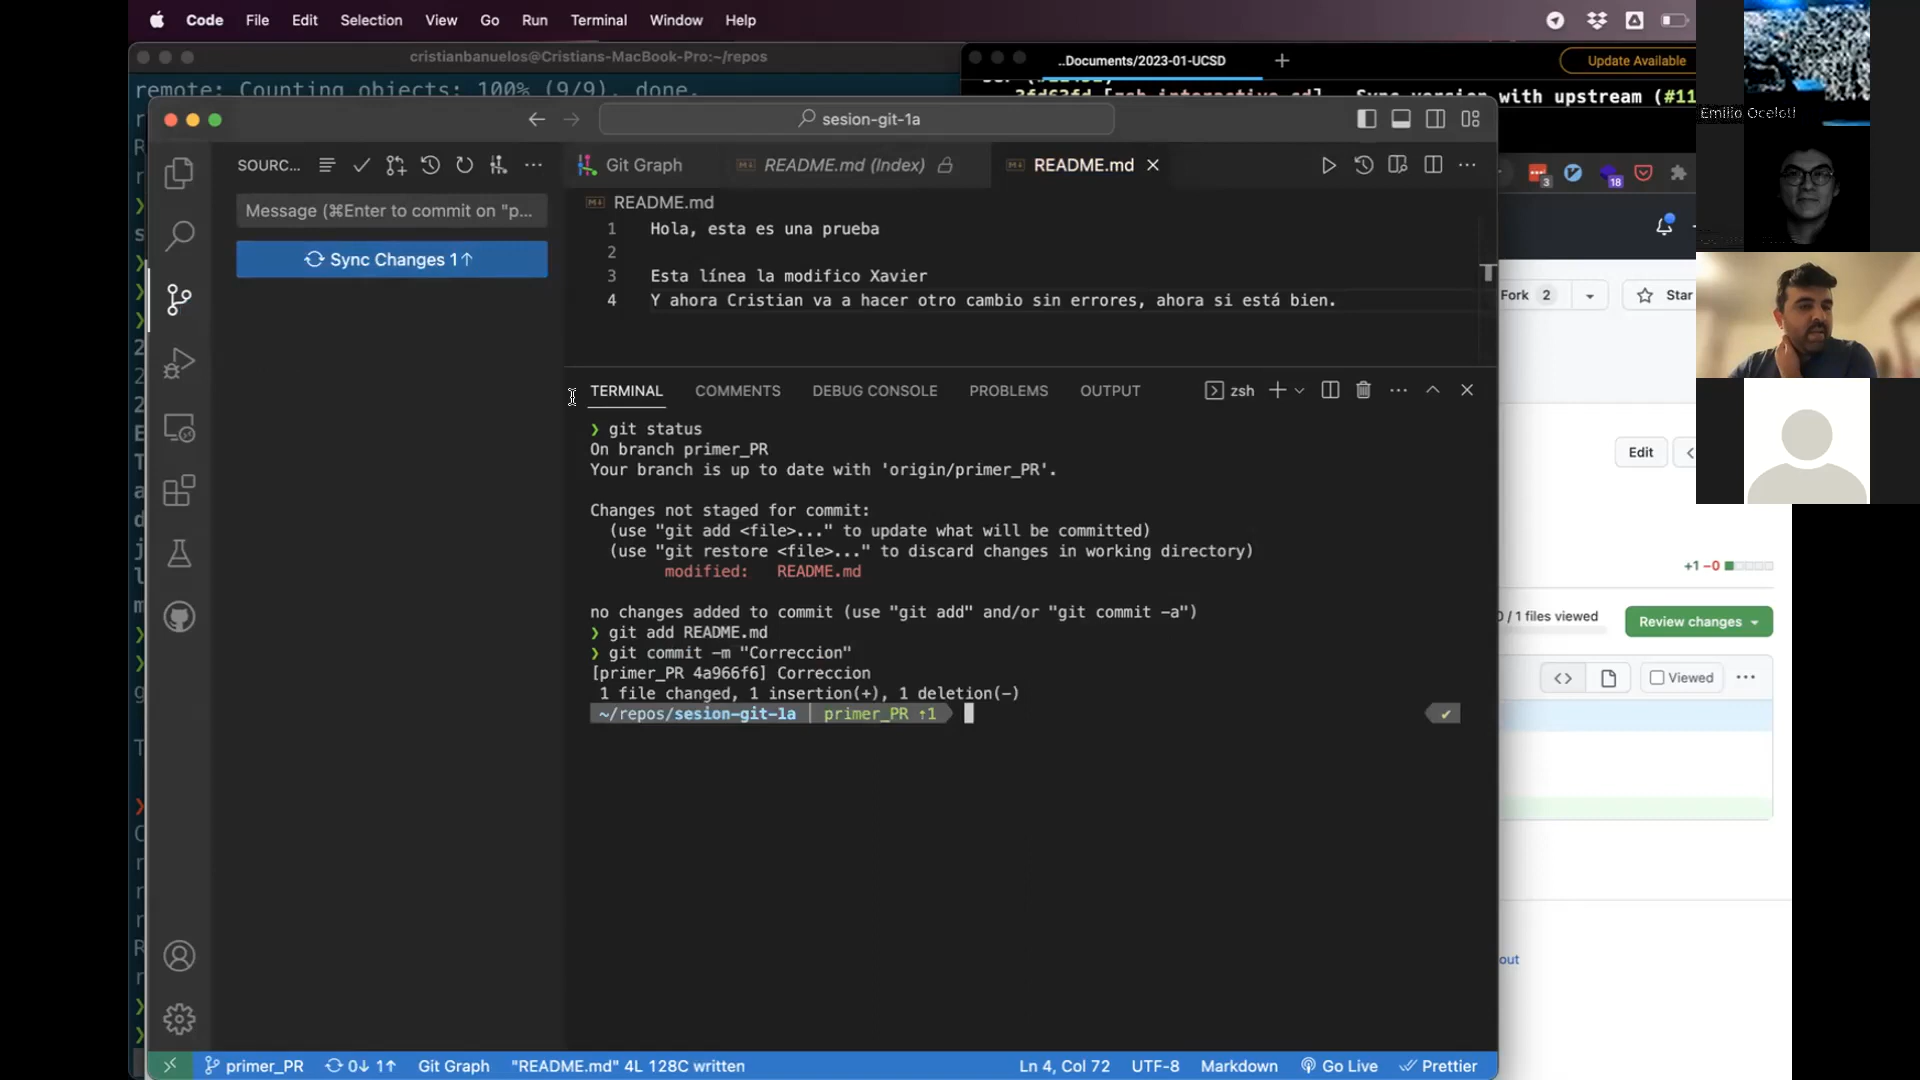 Code File Edit Selection View Go Run Terminal Window Help
cristianbanuelos@Cristians-MacBook-Pro:~/repos
..Documents/2023-01-UCSD
Update Available
remote: Counting objects: 100% (9/9), done.
Sync version with upstream (#11
Emilio Ocelotl
sesion-git-1a
SOURC...
Git Graph
README.md (Index)
README.md
3
18
Message (⌘Enter to commit on "p...
README.md
Sync Changes 1↑
1 Hola, esta es una prueba
2
3 Esta línea la modifico Xavier
4 Y ahora Cristian va a hacer otro cambio sin errores, ahora si está bien.
Fork 2
Star
TERMINAL COMMENTS DEBUG CONSOLE PROBLEMS OUTPUT
zsh
❯ git status
On branch primer_PR
Your branch is up to date with 'origin/primer_PR'.
Edit
Changes not staged for commit:
(use "git add <file>..." to update what will be committed)
(use "git restore <file>..." to discard changes in working directory)
modified: README.md
+1 −0
no changes added to commit (use "git add" and/or "git commit -a")
/ 1 files viewed
Review changes
❯ git add README.md
❯ git commit -m "Correccion"
[primer_PR 4a966f6] Correccion
1 file changed, 1 insertion(+), 1 deletion(-)
Viewed
~/repos/sesion-git-1a | primer_PR ⇡1
✔
out
primer_PR 0↓ 1↑ Git Graph "README.md" 4L 128C written
Ln 4, Col 72 UTF-8 Markdown Go Live Prettier